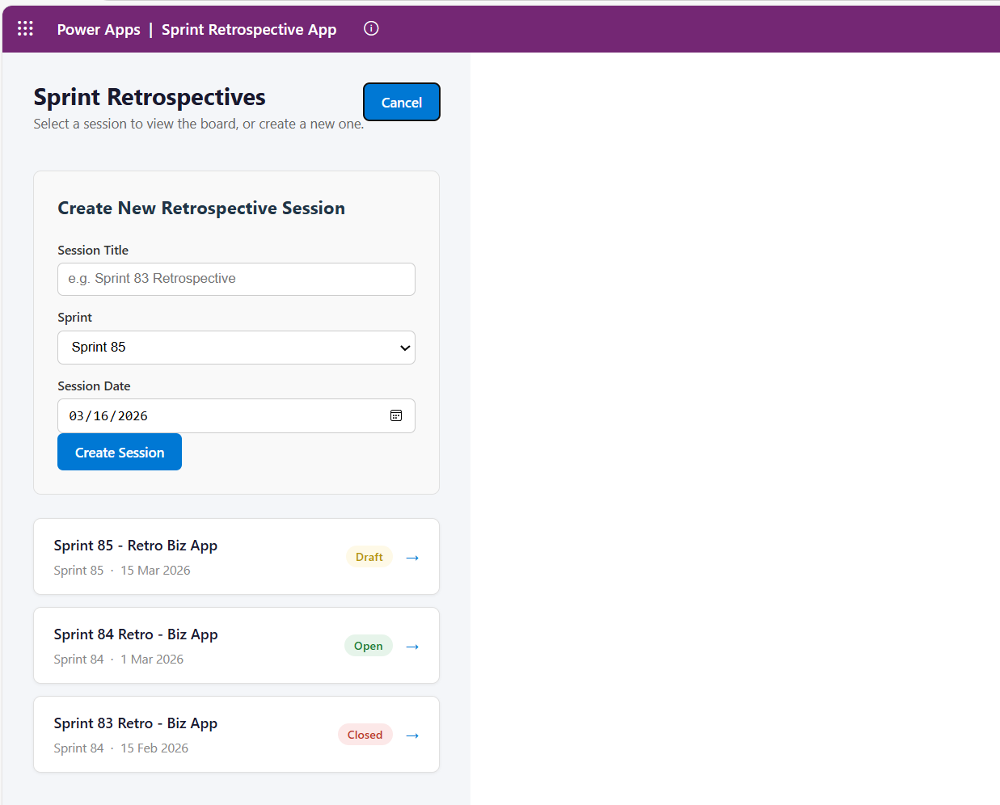 Power Apps | Sprint Retrospective App
Sprint Retrospectives
Cancel
Select a session to view the board, or create a new one.
Create New Retrospective Session
Session Title
e.g. Sprint 83 Retrospective
Sprint
Sprint 85
Session Date
03/16/2026
Create Session
Sprint 85 - Retro Biz App
Draft →
Sprint 85 · 15 Mar 2026
Sprint 84 Retro - Biz App
Open →
Sprint 84 · 1 Mar 2026
Sprint 83 Retro - Biz App
Closed →
Sprint 84 · 15 Feb 2026